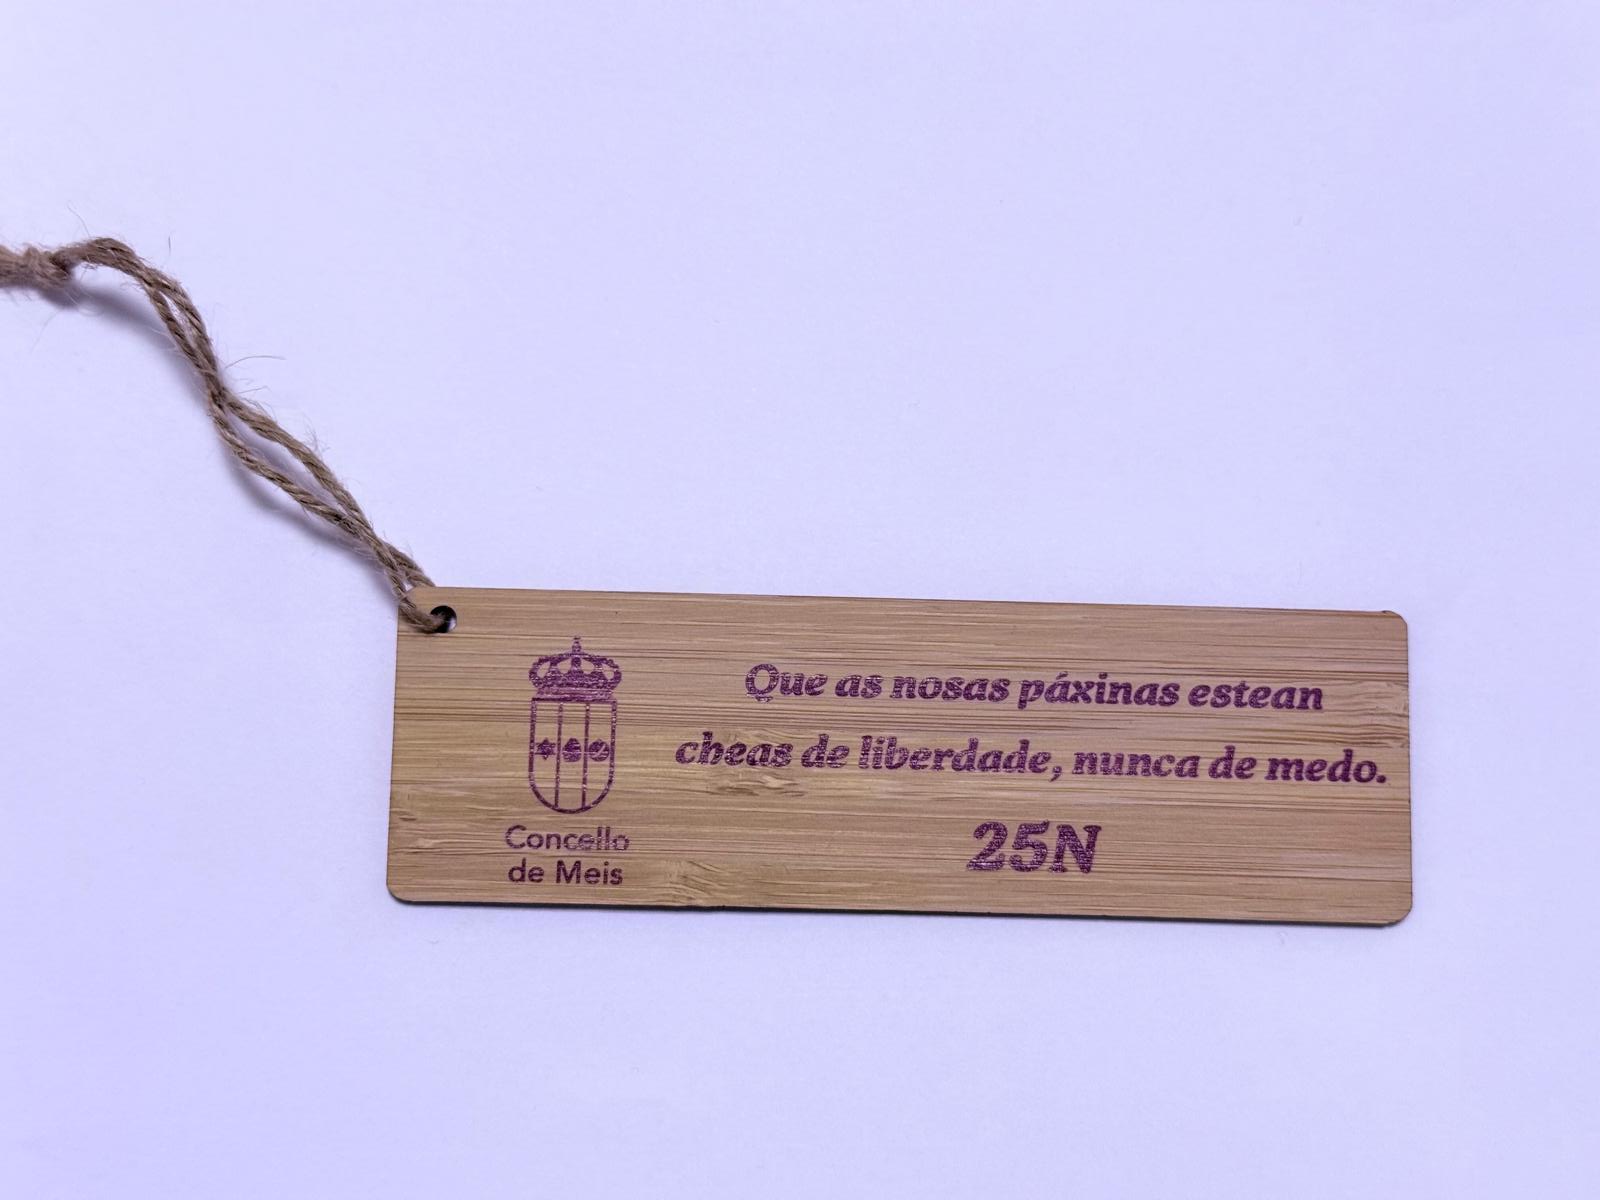 Que as nosas páxinas estean
cheas de liberdade, nunca de medo.
25N
Concello
de Meis